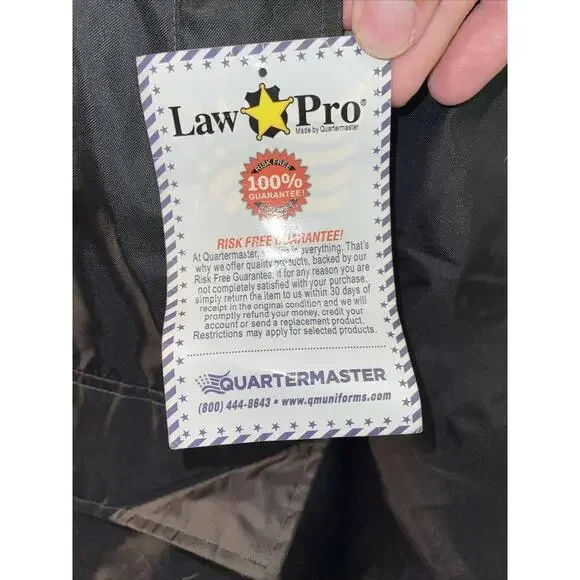 Law Pro®
Made by Quartermaster
RISK FREE
100%
GUARANTEE!
RISK FREE GUARANTEE!
At Quartermaster, is everything. That's
why we offer quality products, backed by our
Risk Free Guarantee. If for any reason you are
not completely satisfied with your purchase,
simply return the item to us within 30 days of
receipt in the original condition and we will
promptly refund your money, credit your
account or send a replacement product.
Restrictions may apply for selected products.
QUARTERMASTER
(800) 444-8643 • www.qmuniforms.com